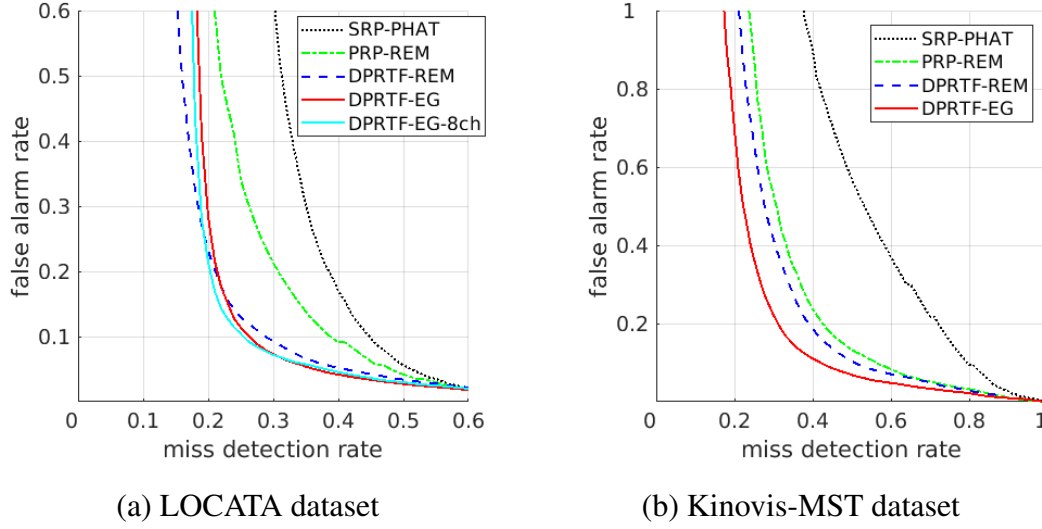 0.6
0.5
0.4
0.3
0.2
0.1
false alarm rate
0
0.1
0.2
0.3
0.4
0.5
0.6
miss detection rate
SRP-PHAT
PRP-REM
DPRTF-REM
DPRTF-EG
DPRTF-EG-8ch
(a) LOCATA dataset
1
0.8
0.6
0.4
0.2
false alarm rate
0
0.2
0.4
0.6
0.8
1
miss detection rate
SRP-PHAT
PRP-REM
DPRTF-REM
DPRTF-EG
(b) Kinovis-MST dataset